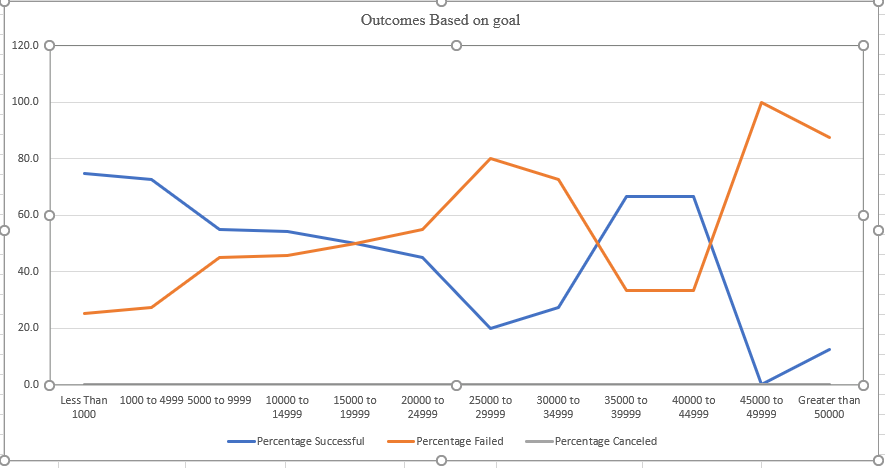 Outcomes Based on goal
120.0
100.0
80.0
60.0
40.0
20.0
0.0
Less Than 1000 to 4999 5000 to 9999 10000 to 15000 to 20000 to 25000 to 30000 to 35000 to 40000 to 45000 to Greater than
1000 14999 19999 24999 29999 34999 39999 44999 49999 50000
Percentage Successful Percentage Failed Percentage Canceled